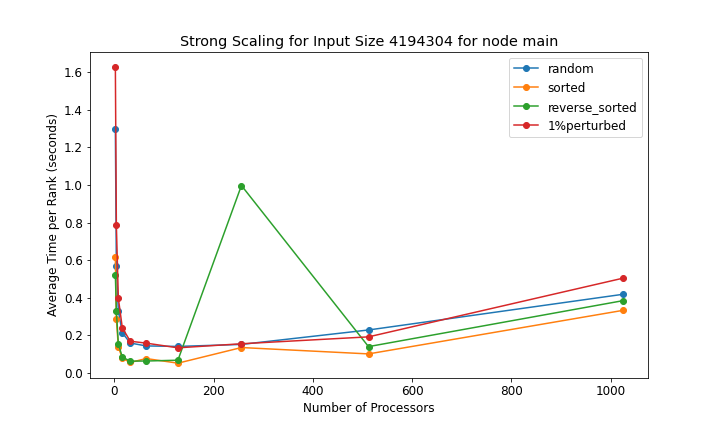 Strong Scaling for Input Size 4194304 for node main
random
sorted
reverse_sorted
1%perturbed
Average Time per Rank (seconds)
1.6
1.4
1.2
1.0
0.8
0.6
0.4
0.2
0.0
0 200 400 600 800 1000
Number of Processors